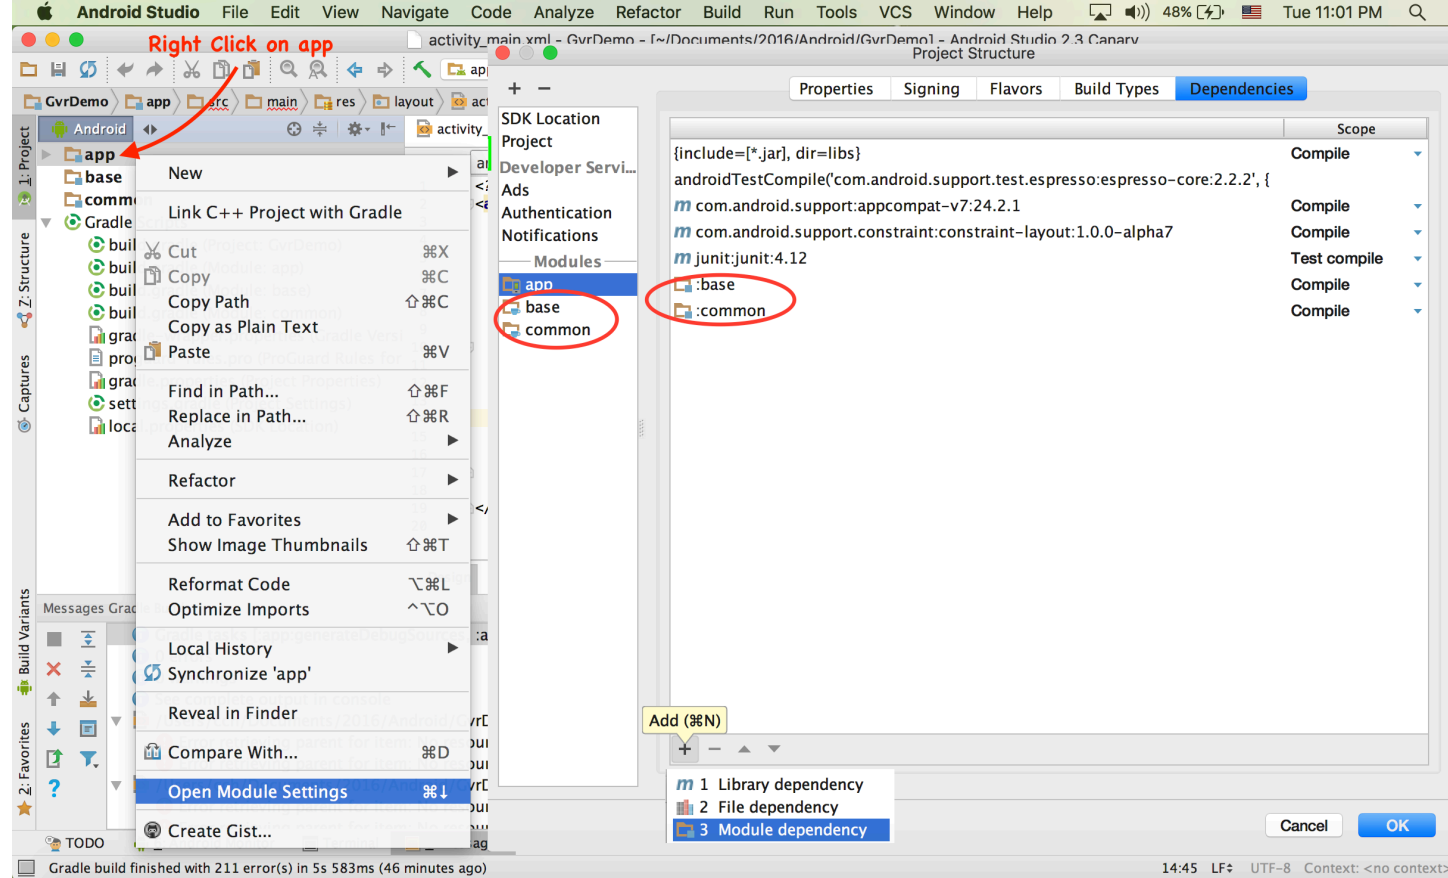 Android Studio File Edit View Navigate Code Analyze Refactor Build Run Tools VCS Window Help 48% Tue 11:01 PM
activity_main.xml - GvrDemo - [~/Documents/2016/Android/GvrDemo] - Android Studio 2.3 Canary
Right Click on app
GvrDemo app src main res layout act
Android
activity_
1: Project
Z: Structure
Captures
Build Variants
2: Favorites
app
base
common
Gradle Scripts
New
Link C++ Project with Gradle
Cut ⌘X
Copy ⌘C
Copy Path ⇧⌘C
Copy as Plain Text
Paste ⌘V
Find in Path... ⇧⌘F
Replace in Path... ⇧⌘R
Analyze
Refactor
Add to Favorites
Show Image Thumbnails ⇧⌘T
Reformat Code ⌥⌘L
Optimize Imports ^⌥O
Local History
Synchronize 'app'
Reveal in Finder
Compare With... ⌘D
Open Module Settings ⌘↓
Create Gist...
Messages Grad
TODO
Project Structure
+ −
SDK Location
Project
Developer Servi...
Ads
Authentication
Notifications
Modules
app
base
common
Properties Signing Flavors Build Types Dependencies
Scope
{include=[*.jar], dir=libs} Compile
androidTestCompile('com.android.support.test.espresso:espresso-core:2.2.2', {
m com.android.support:appcompat-v7:24.2.1 Compile
m com.android.support.constraint:constraint-layout:1.0.0-alpha7 Compile
m junit:junit:4.12 Test compile
:base Compile
:common Compile
Add (⌘N)
+ −
m 1 Library dependency
2 File dependency
3 Module dependency
Cancel OK
Gradle build finished with 211 error(s) in 5s 583ms (46 minutes ago) 14:45 LF UTF-8 Context: <no context>